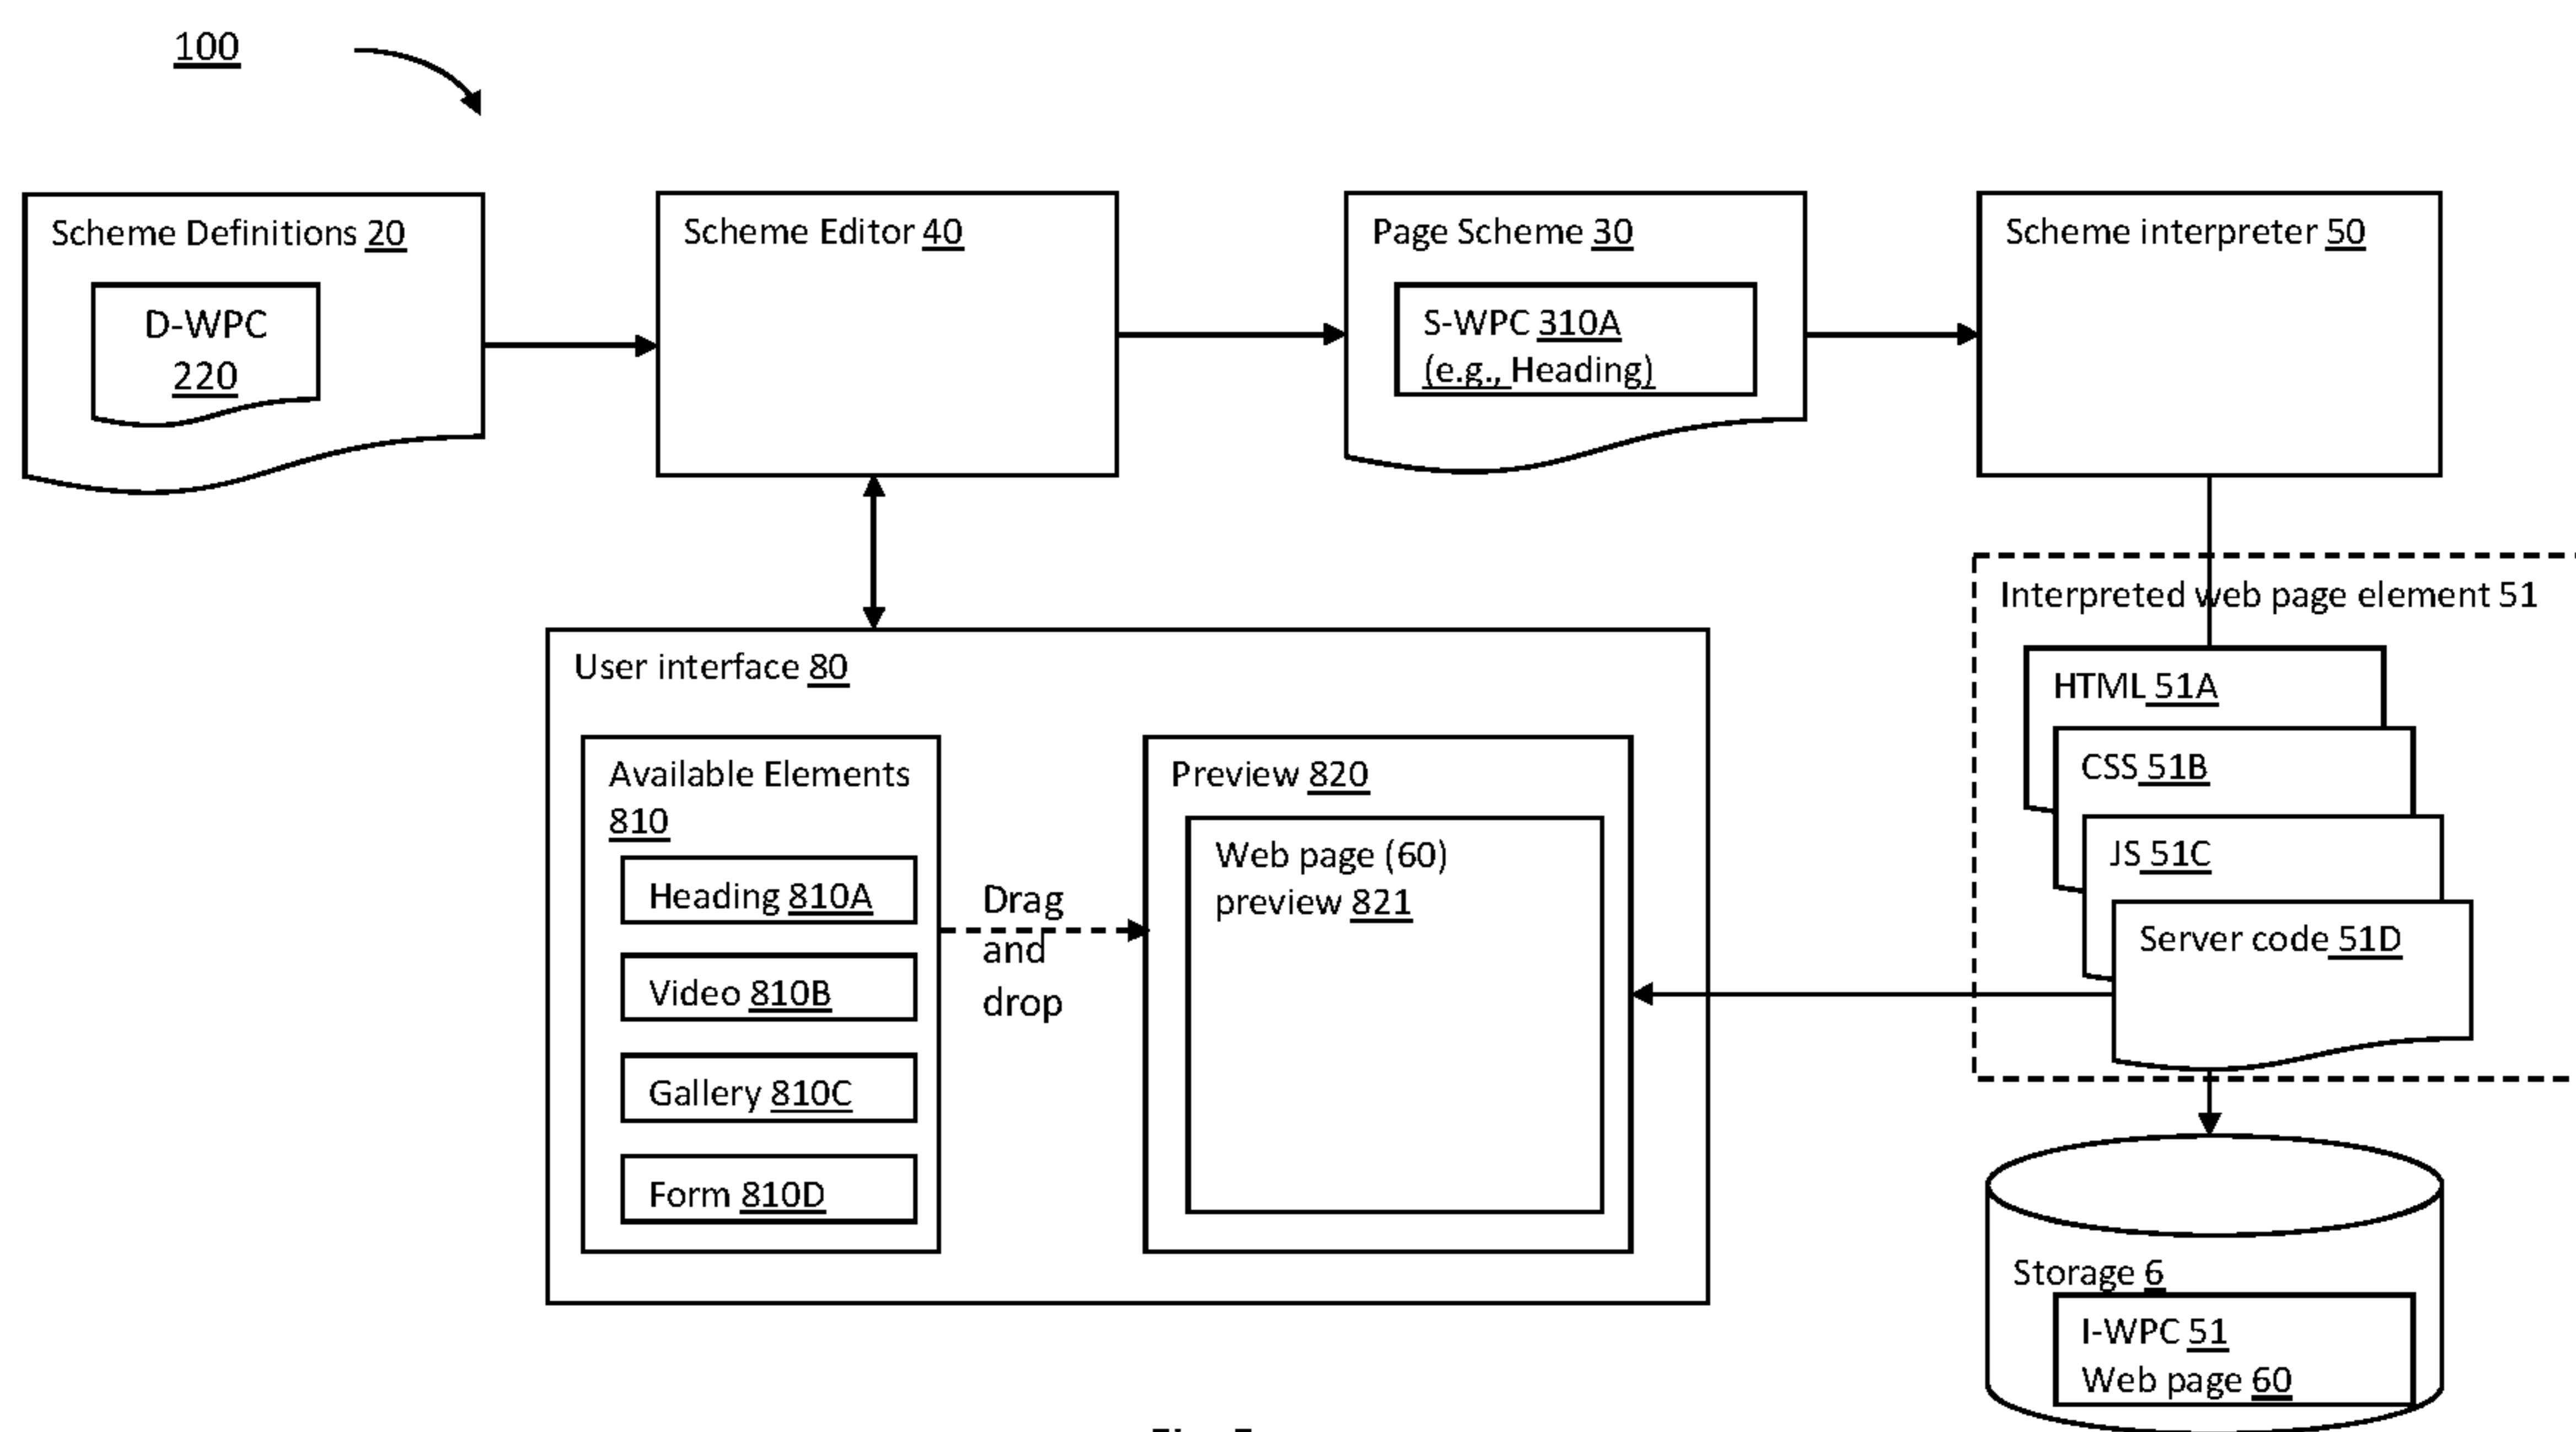 100
Scheme Definitions 20
D-WPC
220
Scheme Editor 40
Page Scheme 30
S-WPC 310A
(e.g., Heading)
Scheme interpreter 50
Interpreted web page element 51
HTML 51A
CSS 51B
JS 51C
Server code 51D
User interface 80
Available Elements
810
Heading 810A
Video 810B
Gallery 810C
Form 810D
Drag
and
drop
Preview 820
Web page (60)
preview 821
Storage 6
I-WPC 51
Web page 60